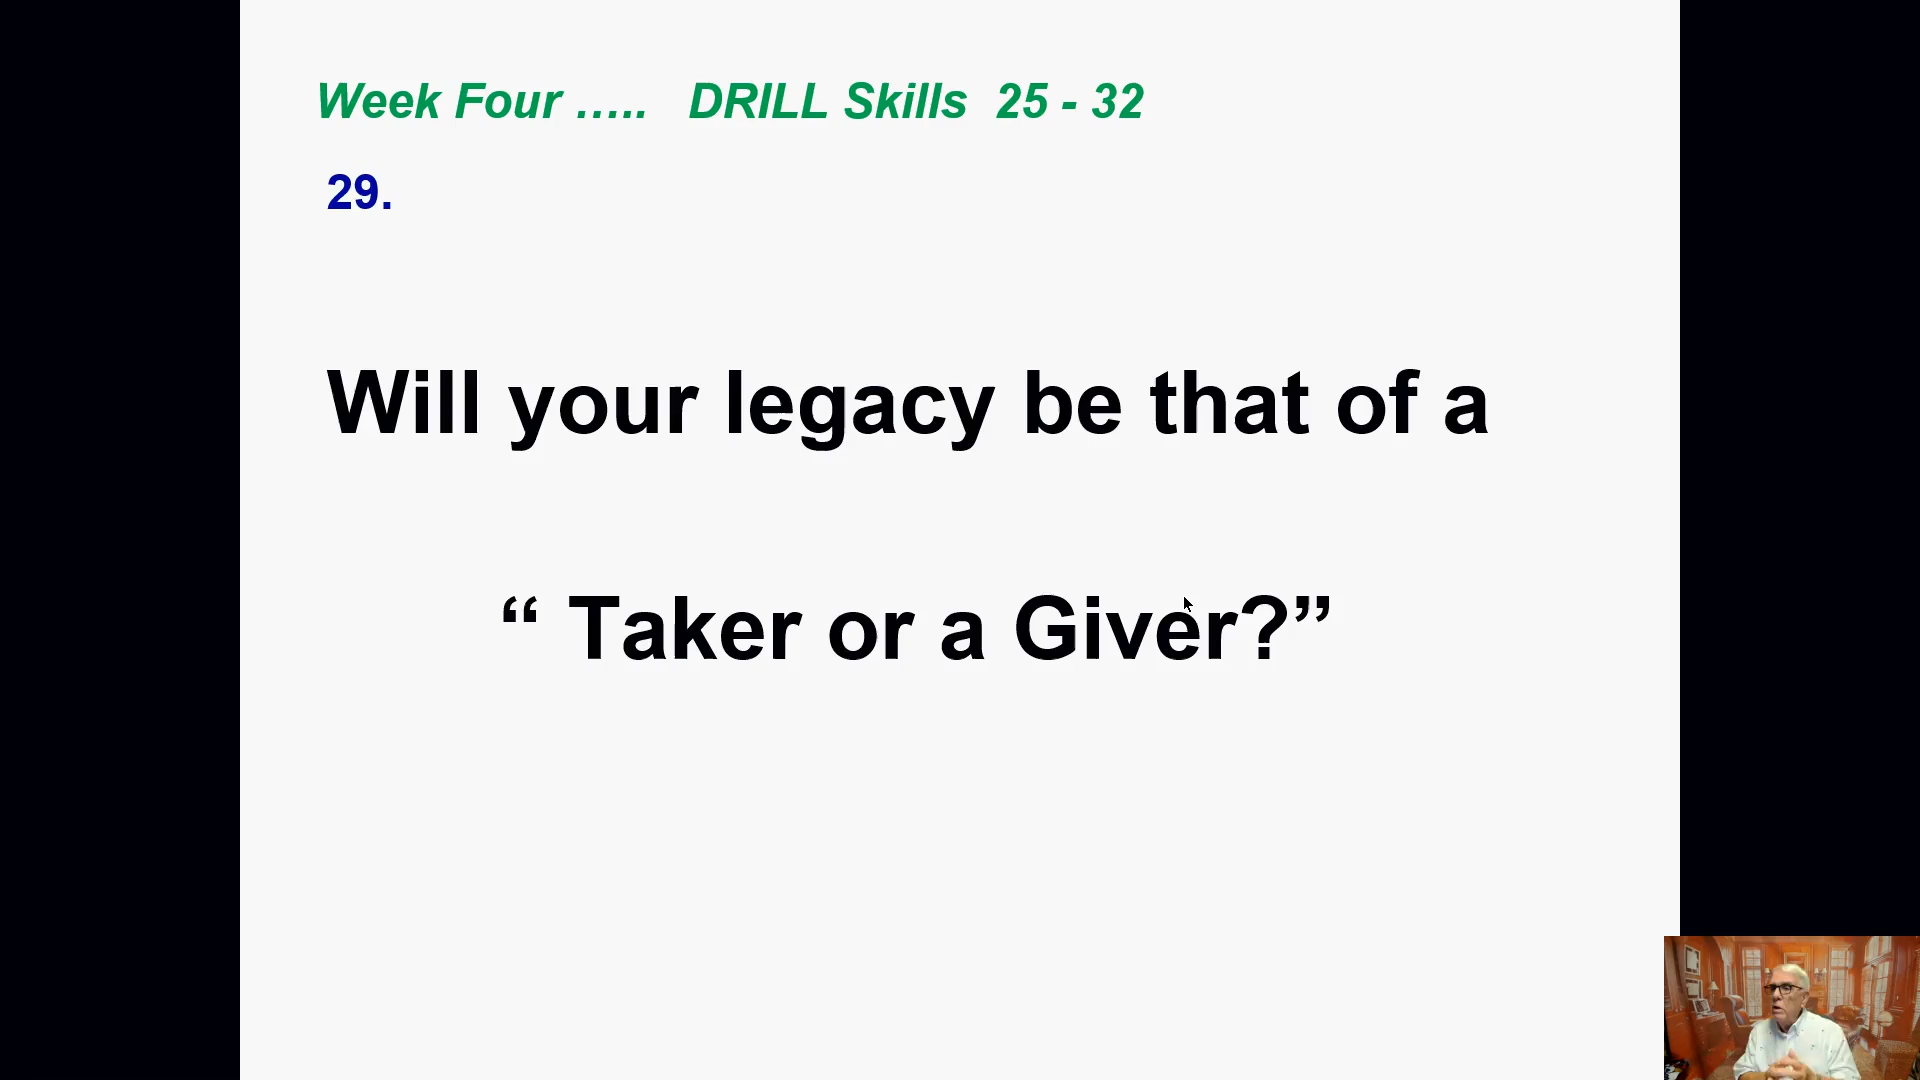 Week Four ..... DRILL Skills 25 - 32
29.
Will your legacy be that of a
“ Taker or a Giver?”